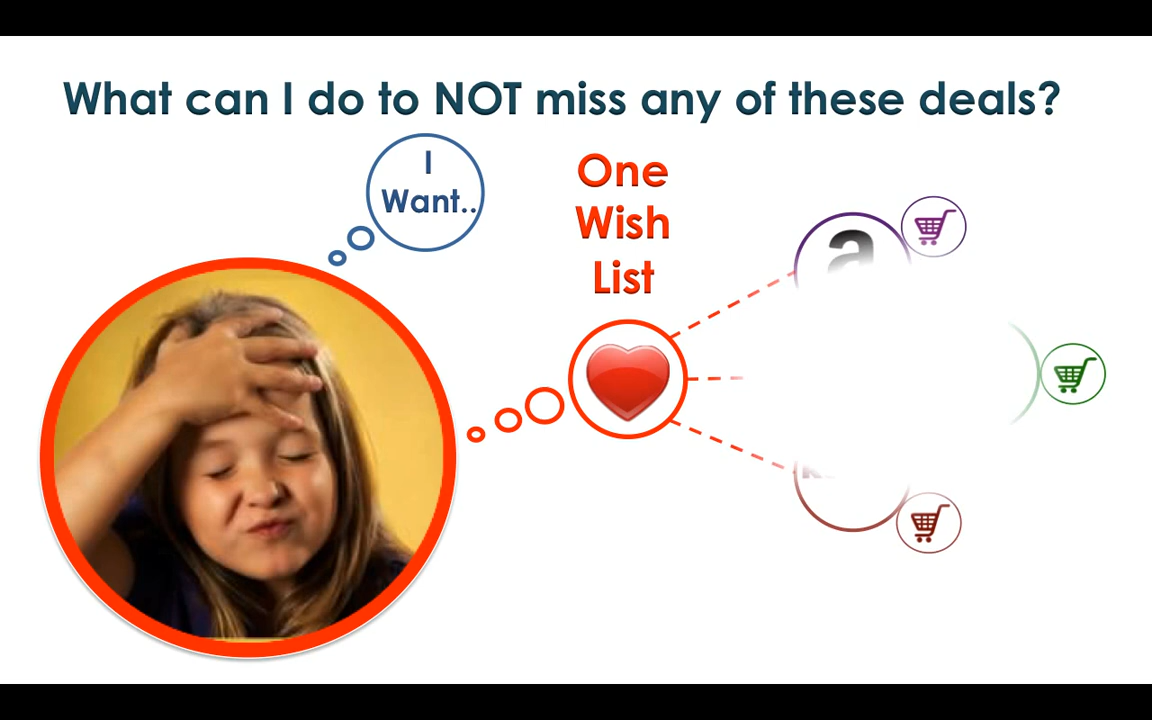 What can I do to NOT miss any of these deals?
I
Want..
One
Wish
List
a